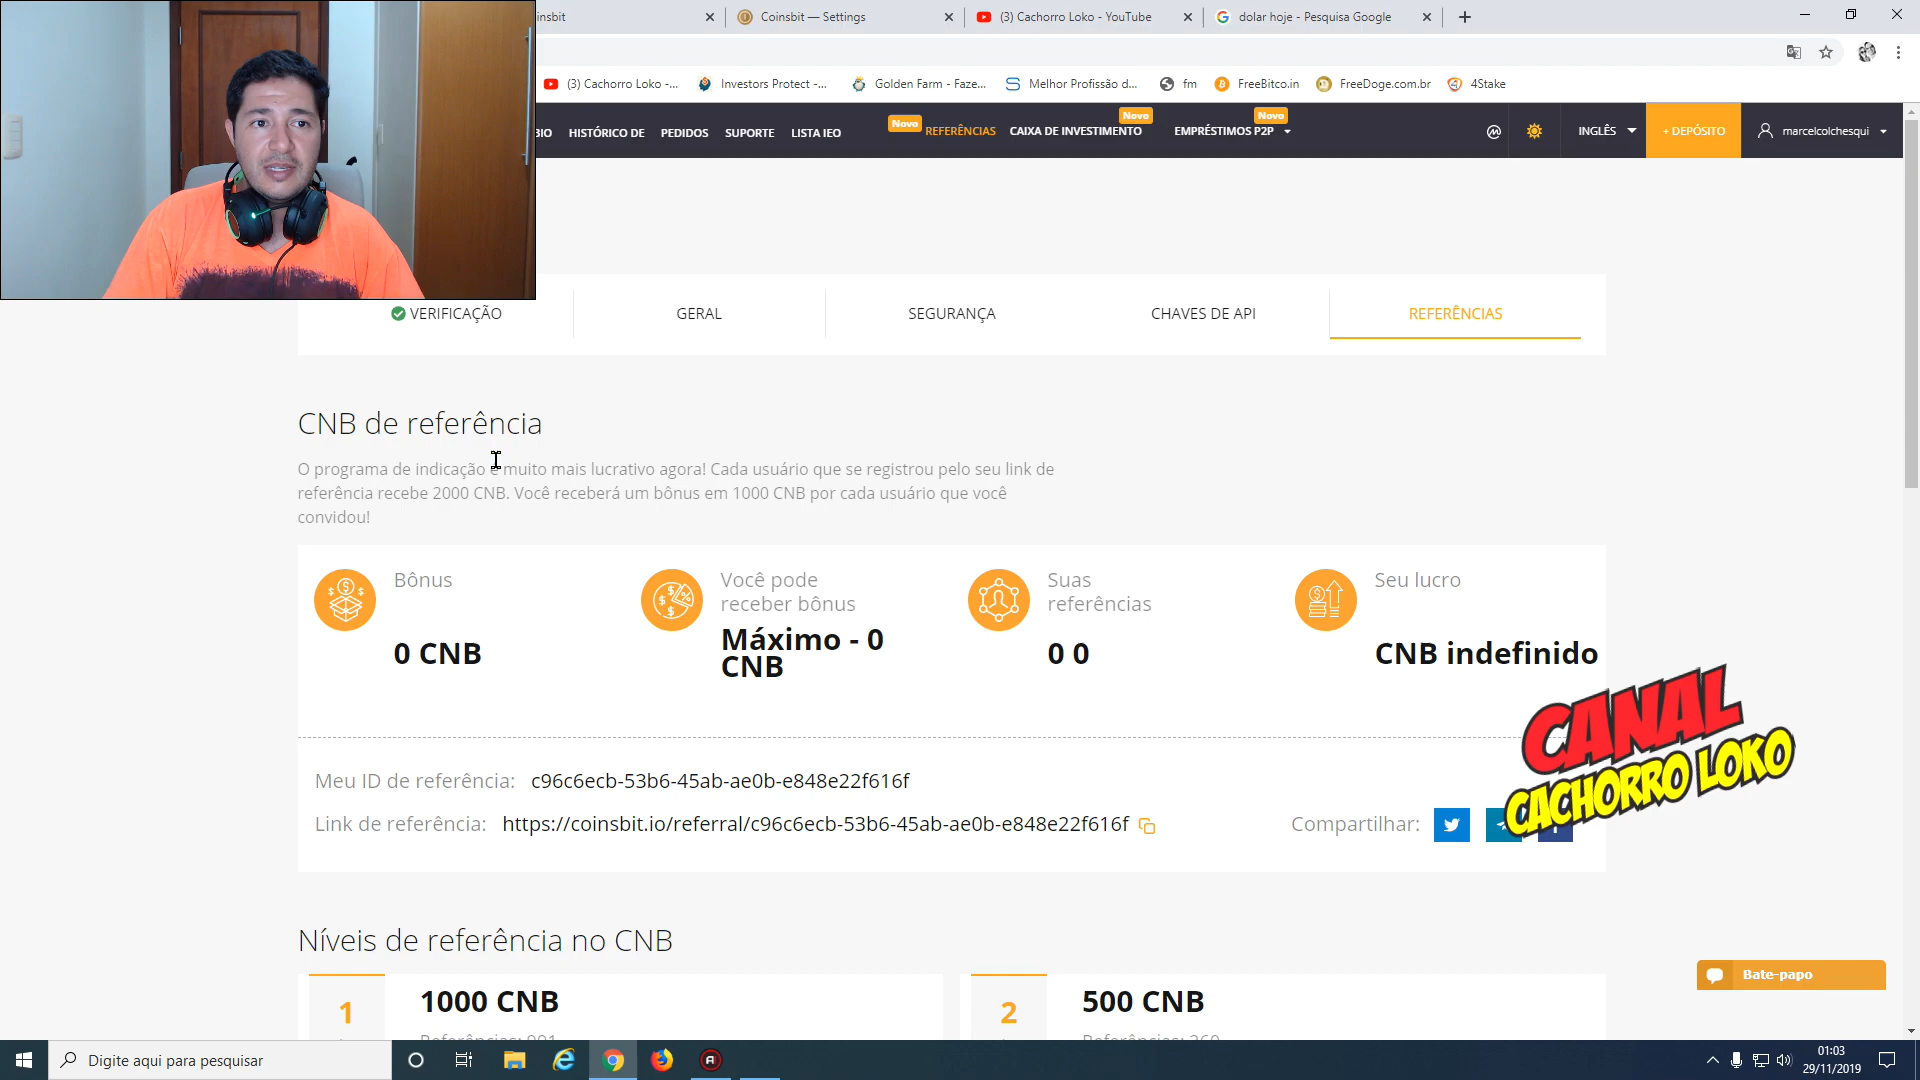 insbit
Coinsbit — Settings
(3) Cachorro Loko - YouTube
dolar hoje - Pesquisa Google
(3) Cachorro Loko -...
Investors Protect -...
Golden Farm - Faze...
Melhor Profissão d...
fm
FreeBitco.in
FreeDoge.com.br
4Stake
BIO
HISTÓRICO DE
PEDIDOS
SUPORTE
LISTA IEO
Novo
REFERÊNCIAS
Novo
CAIXA DE INVESTIMENTO
Novo
EMPRÉSTIMOS P2P
INGLÊS
+ DEPÓSITO
marcelcolchesqui
VERIFICAÇÃO
GERAL
SEGURANÇA
CHAVES DE API
REFERÊNCIAS
CNB de referência
O programa de indicação é muito mais lucrativo agora! Cada usuário que se registrou pelo seu link de
referência recebe 2000 CNB. Você receberá um bônus em 1000 CNB por cada usuário que você
convidou!
Bônus
0 CNB
Você pode
receber bônus
Máximo - 0
CNB
Suas
referências
0 0
Seu lucro
CNB indefinido
CANAL
CACHORRO LOKO
Meu ID de referência: c96c6ecb-53b6-45ab-ae0b-e848e22f616f
Link de referência: https://coinsbit.io/referral/c96c6ecb-53b6-45ab-ae0b-e848e22f616f
Compartilhar:
Níveis de referência no CNB
1
1000 CNB
2
500 CNB
Bate-papo
Digite aqui para pesquisar
01:03
29/11/2019